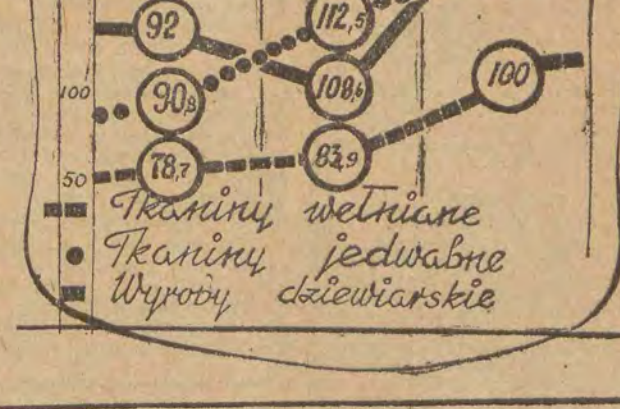 92 112,5
100 90,8 108,6 100
50 78,7 83,9
Tkaniny wełniane
Tkaniny jedwabne
Wyroby dziewiarskie